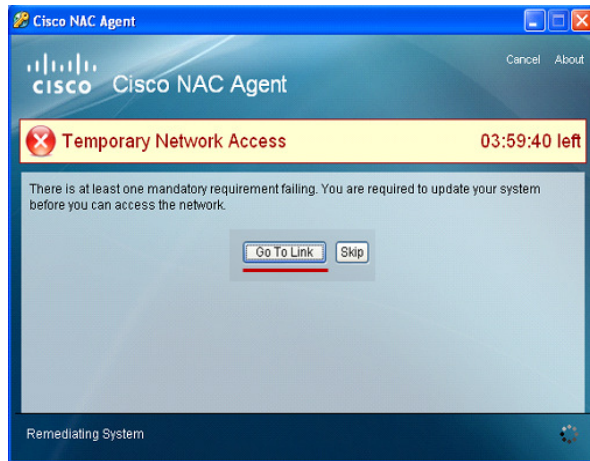 Cisco NAC Agent
Cancel About
CISCO Cisco NAC Agent
Temporary Network Access 03:59:40 left
There is at least one mandatory requirement failing. You are required to update your system
before you can access the network.
Go To Link Skip
Remediating System